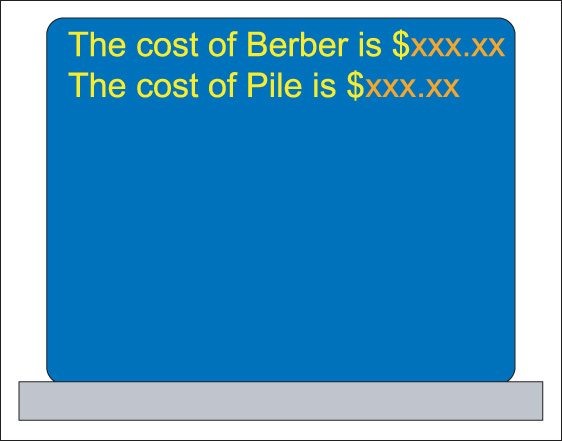 The cost of Berber is $xxx.xx
The cost of Pile is $xxx.xx